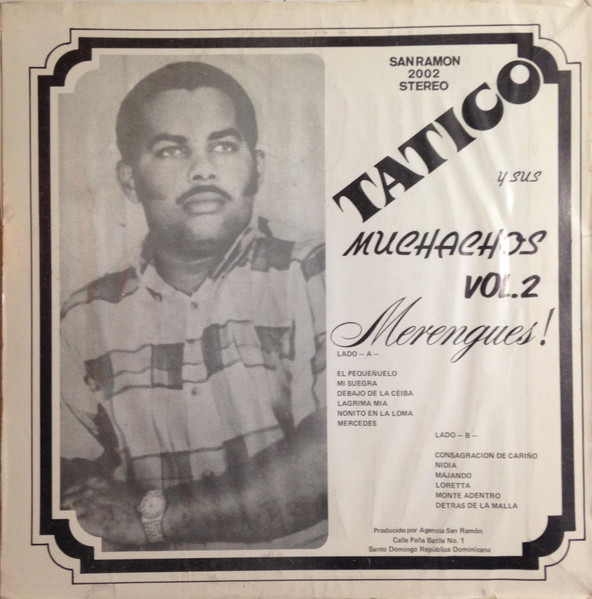 SAN RAMON
2002
STEREO
TATICO
Y SUS
MUCHACHOS
VOL.2
Merengues!
LADO – A –
EL PEQUEÑUELO
MI SUEGRA
DEBAJO DE LA CEIBA
LAGRIMA MIA
NONITO EN LA LOMA
MERCEDES
LADO – B –
CONSAGRACION DE CARIÑO
NIDIA
MAJANDO
LORETTA
MONTE ADENTRO
DETRAS DE LA MALLA
Producido por Agencia San Ramón
Calle Peña Batlle No. 1
Santo Domingo República Dominicana